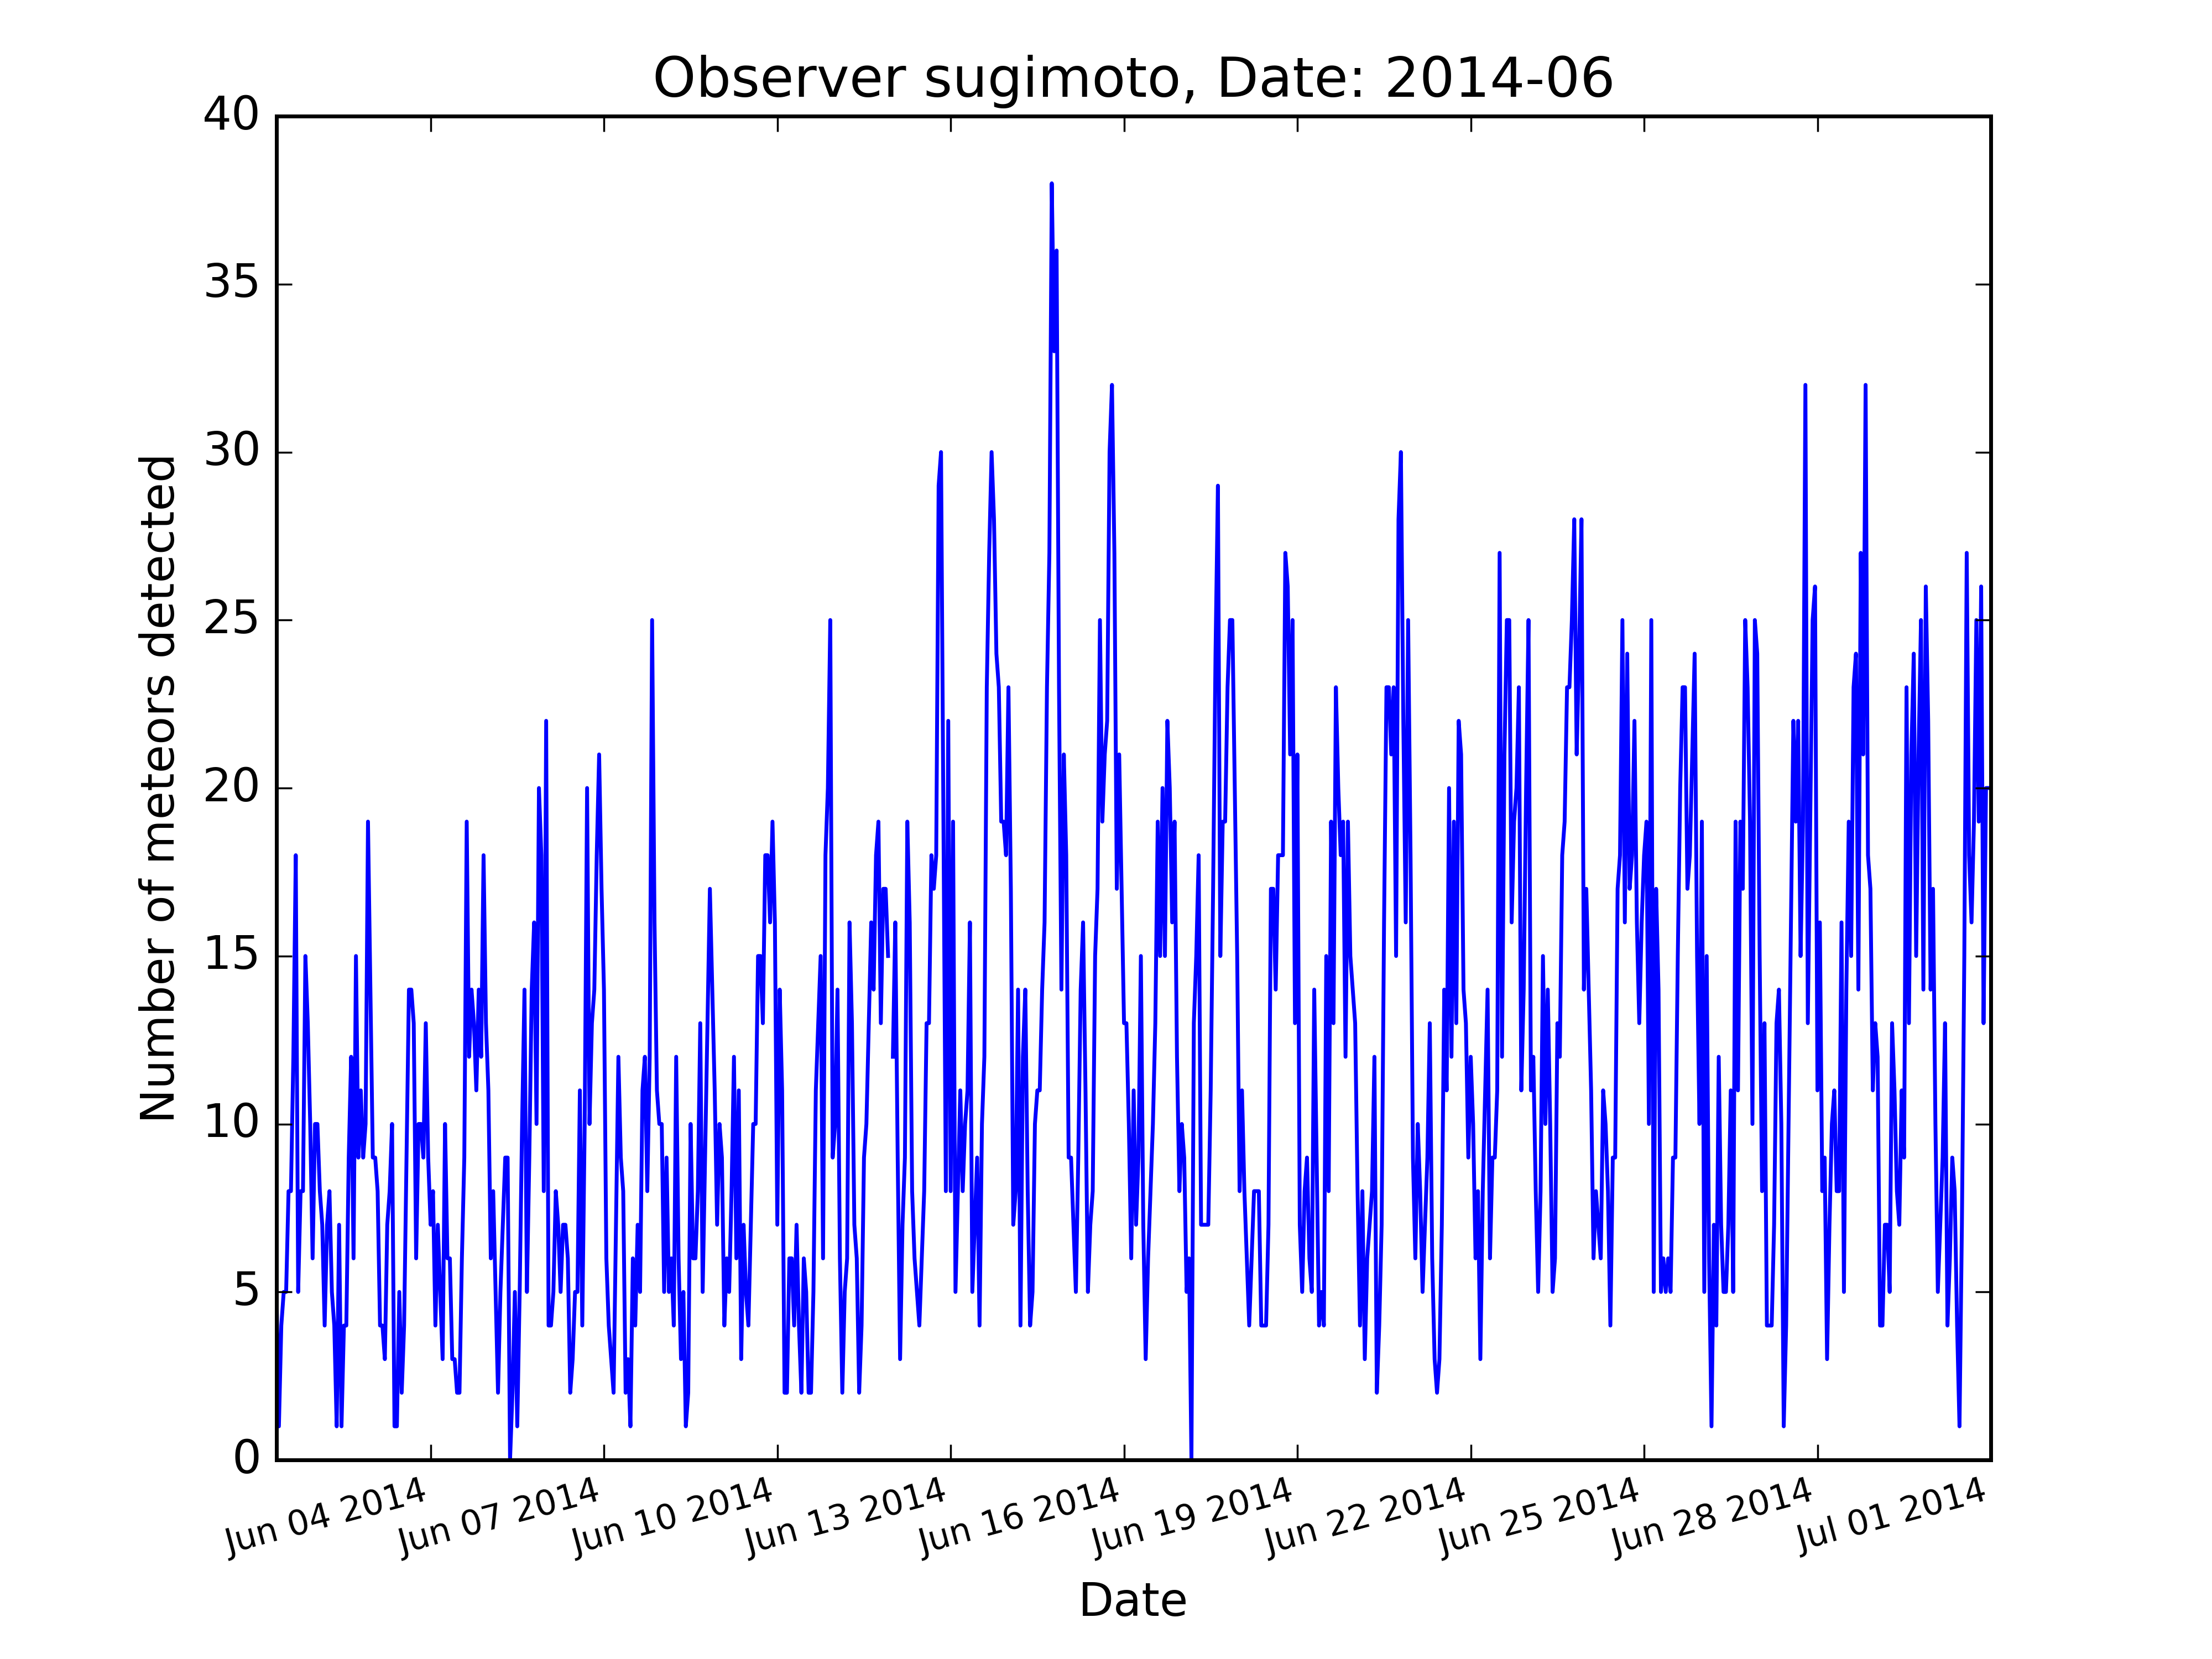 Observer sugimoto, Date: 2014-06
40
35
30
25
20
15
10
5
0
Number of meteors detected
Jun 04 2014
Jun 07 2014
Jun 10 2014
Jun 13 2014
Jun 16 2014
Jun 19 2014
Jun 22 2014
Jun 25 2014
Jun 28 2014
Jul 01 2014
Date